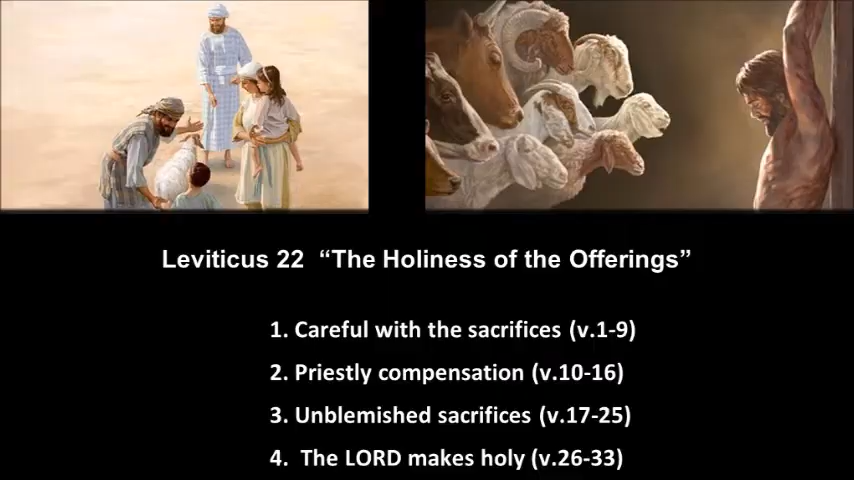 Leviticus 22  “The Holiness of the Offerings”
1. Careful with the sacrifices (v.1-9)
2. Priestly compensation (v.10-16)
3. Unblemished sacrifices (v.17-25)
4.  The LORD makes holy (v.26-33)